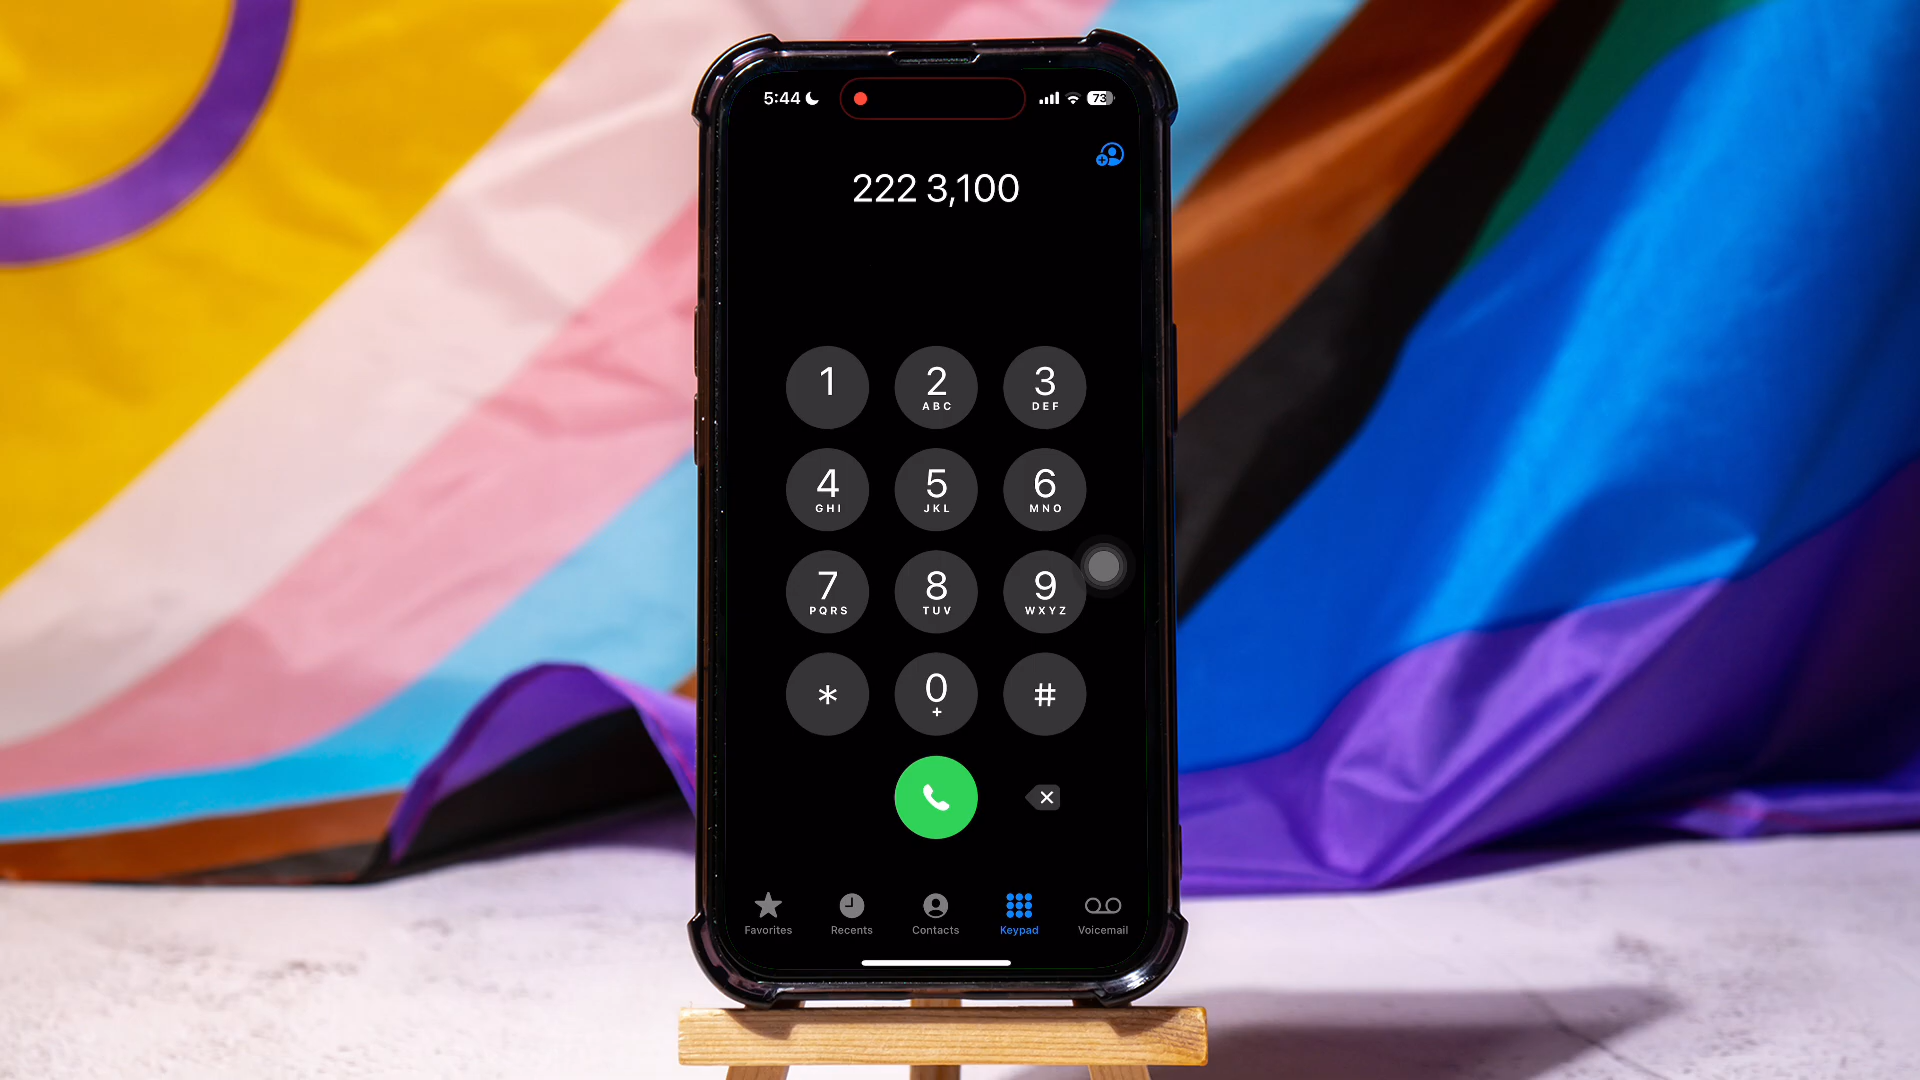 5:44
73
222 3,100
1
2
ABC
3
DEF
4
GHI
5
JKL
6
MNO
7
PQRS
8
TUV
9
WXYZ
*
0
+
#
Favorites
Recents
Contacts
Keypad
Voicemail